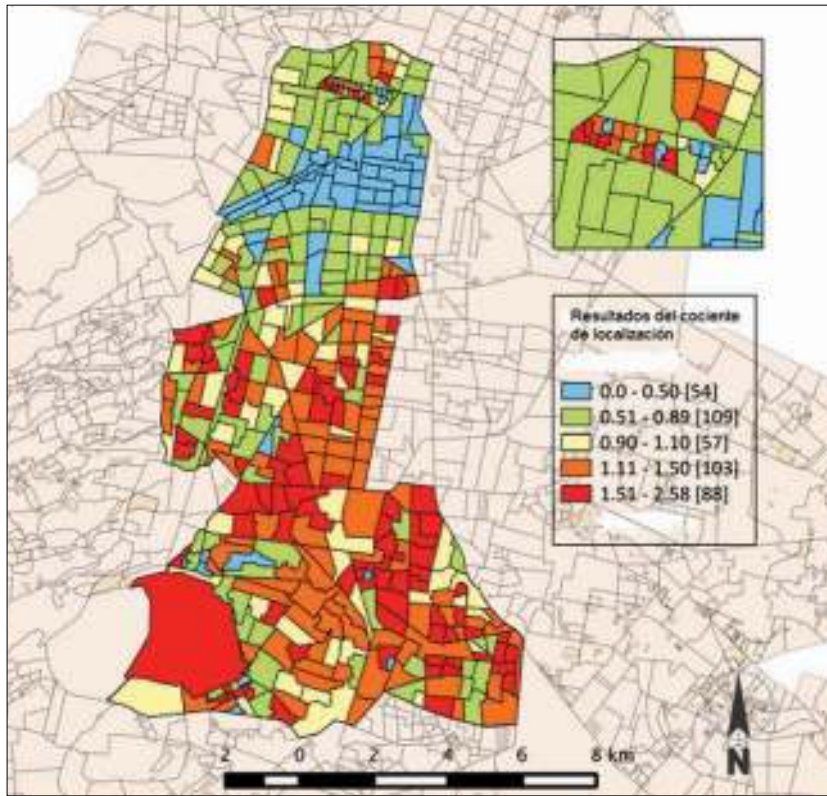 Resultados del cociente
de localización
0.0 - 0.50 [54]
0.51 - 0.89 [109]
0.90 - 1.10 [57]
1.11 - 1.50 [103]
1.51 - 2.58 [88]
2 0 2 4 6 8 km
N